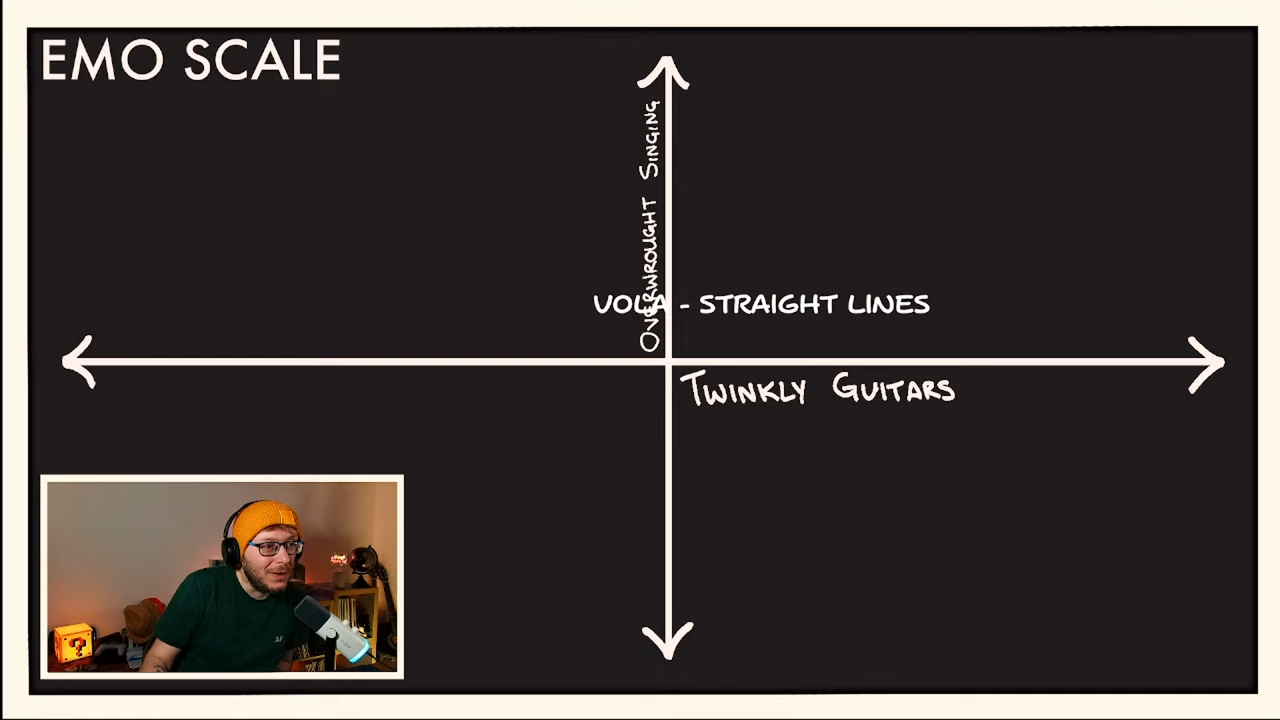 EMO SCALE
OVERWROUGHT SINGING
VOLA - STRAIGHT LINES
TWINKLY GUITARS
?